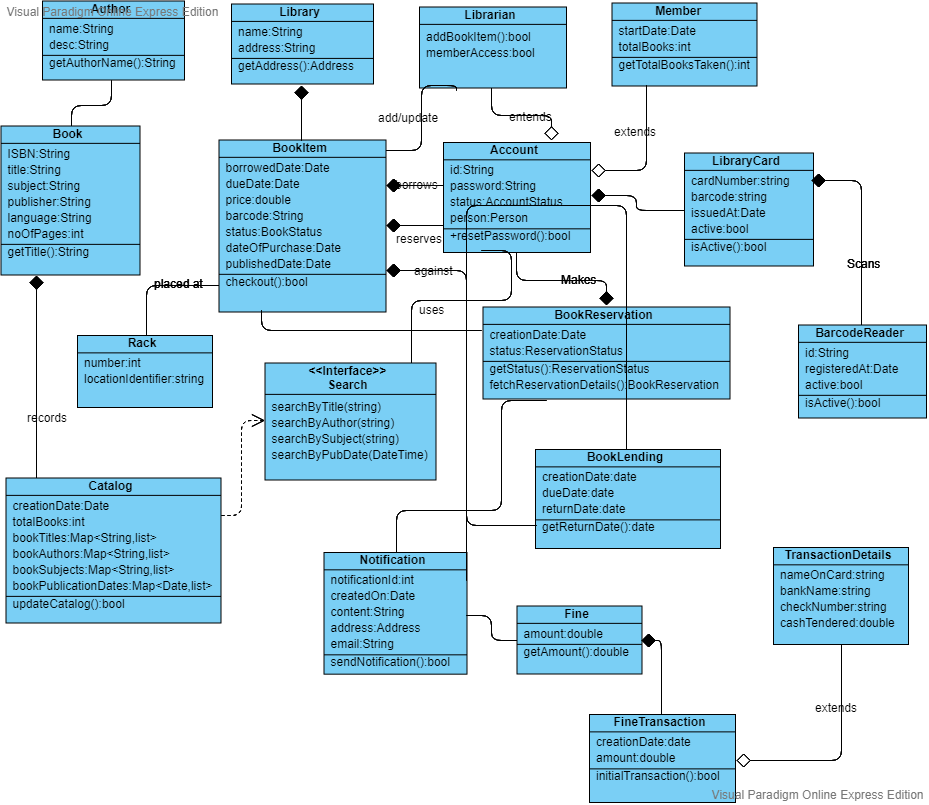 Visual Paradigm Online Express Edition
Author
name:String
desc:String
getAuthorName():String
Library
name:String
address:String
getAddress():Address
Librarian
addBookItem():bool
memberAccess:bool
Member
startDate:Date
totalBooks:int
getTotalBooksTaken():int
add/update
entends
extends
Book
ISBN:String
title:String
subject:String
publisher:String
language:String
noOfPages:int
getTitle():String
BookItem
borrowedDate:Date
dueDate:Date
price:double
barcode:String
status:BookStatus
dateOfPurchase:Date
publishedDate:Date
checkout():bool
borrows
reserves
against
Account
id:String
password:String
status:AccountStatus
person:Person
+resetPassword():bool
LibraryCard
cardNumber:string
barcode:string
issuedAt:Date
active:bool
isActive():bool
Scans
placed at
Makes
uses
Rack
number:int
locationIdentifier:string
BookReservation
creationDate:Date
status:ReservationStatus
getStatus():ReservationStatus
fetchReservationDetails():BookReservation
BarcodeReader
id:String
registeredAt:Date
active:bool
isActive():bool
<<Interface>>
Search
searchByTitle(string)
searchByAuthor(string)
searchBySubject(string)
searchByPubDate(DateTime)
records
BookLending
creationDate:date
dueDate:date
returnDate:date
getReturnDate():date
Catalog
creationDate:Date
totalBooks:int
bookTitles:Map<String,list>
bookAuthors:Map<String,list>
bookSubjects:Map<String,list>
bookPublicationDates:Map<Date,list>
updateCatalog():bool
Notification
notificationId:int
createdOn:Date
content:String
address:Address
email:String
sendNotification():bool
Fine
amount:double
getAmount():double
TransactionDetails
nameOnCard:string
bankName:string
checkNumber:string
cashTendered:double
extends
FineTransaction
creationDate:date
amount:double
initialTransaction():bool
Visual Paradigm Online Express Edition